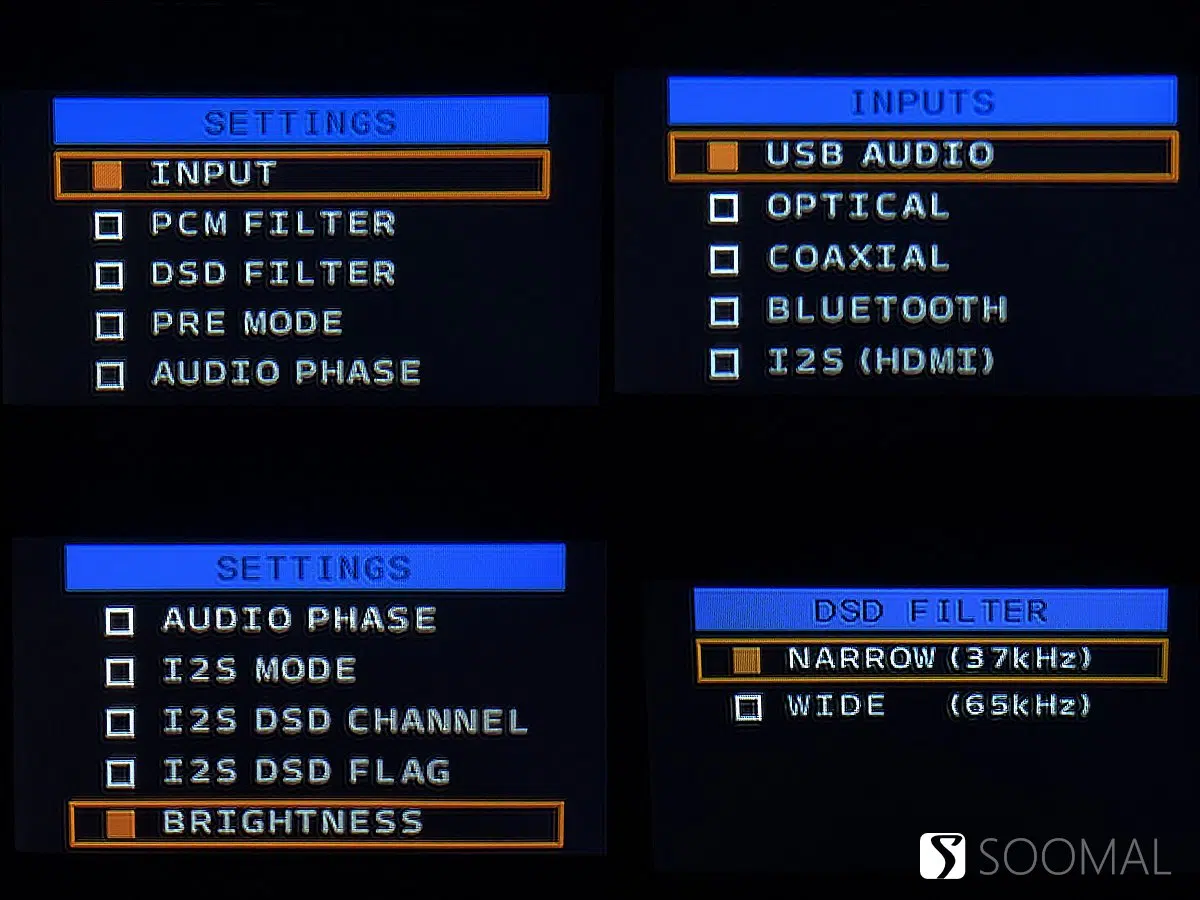 SETTINGS
INPUT
PCM FILTER
DSD FILTER
PRE MODE
AUDIO PHASE
INPUTS
USB AUDIO
OPTICAL
COAXIAL
BLUETOOTH
I2S (HDMI)
SETTINGS
AUDIO PHASE
I2S MODE
I2S DSD CHANNEL
I2S DSD FLAG
BRIGHTNESS
DSD FILTER
NARROW (37kHz)
WIDE (65kHz)
SOOMAL